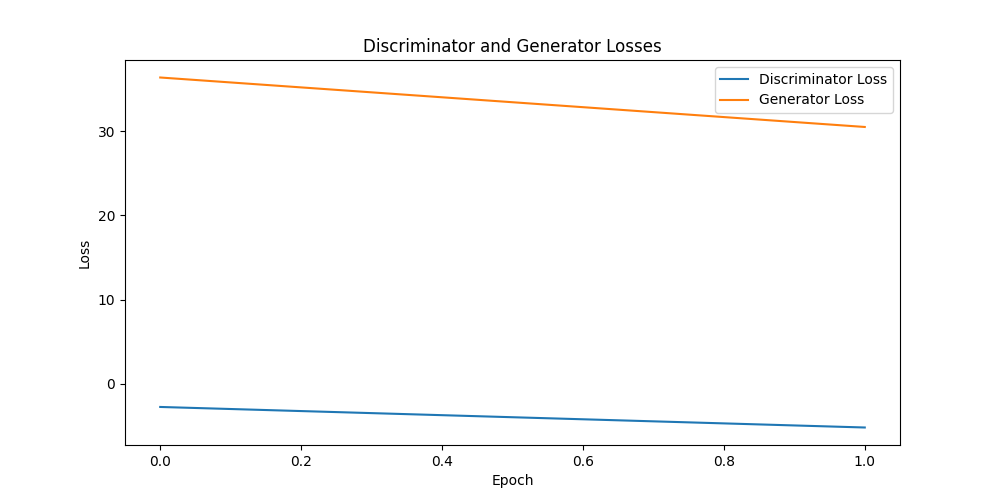 Discriminator and Generator Losses
Discriminator Loss
Generator Loss
30
20
10
0
Loss
0.0 0.2 0.4 0.6 0.8 1.0
Epoch